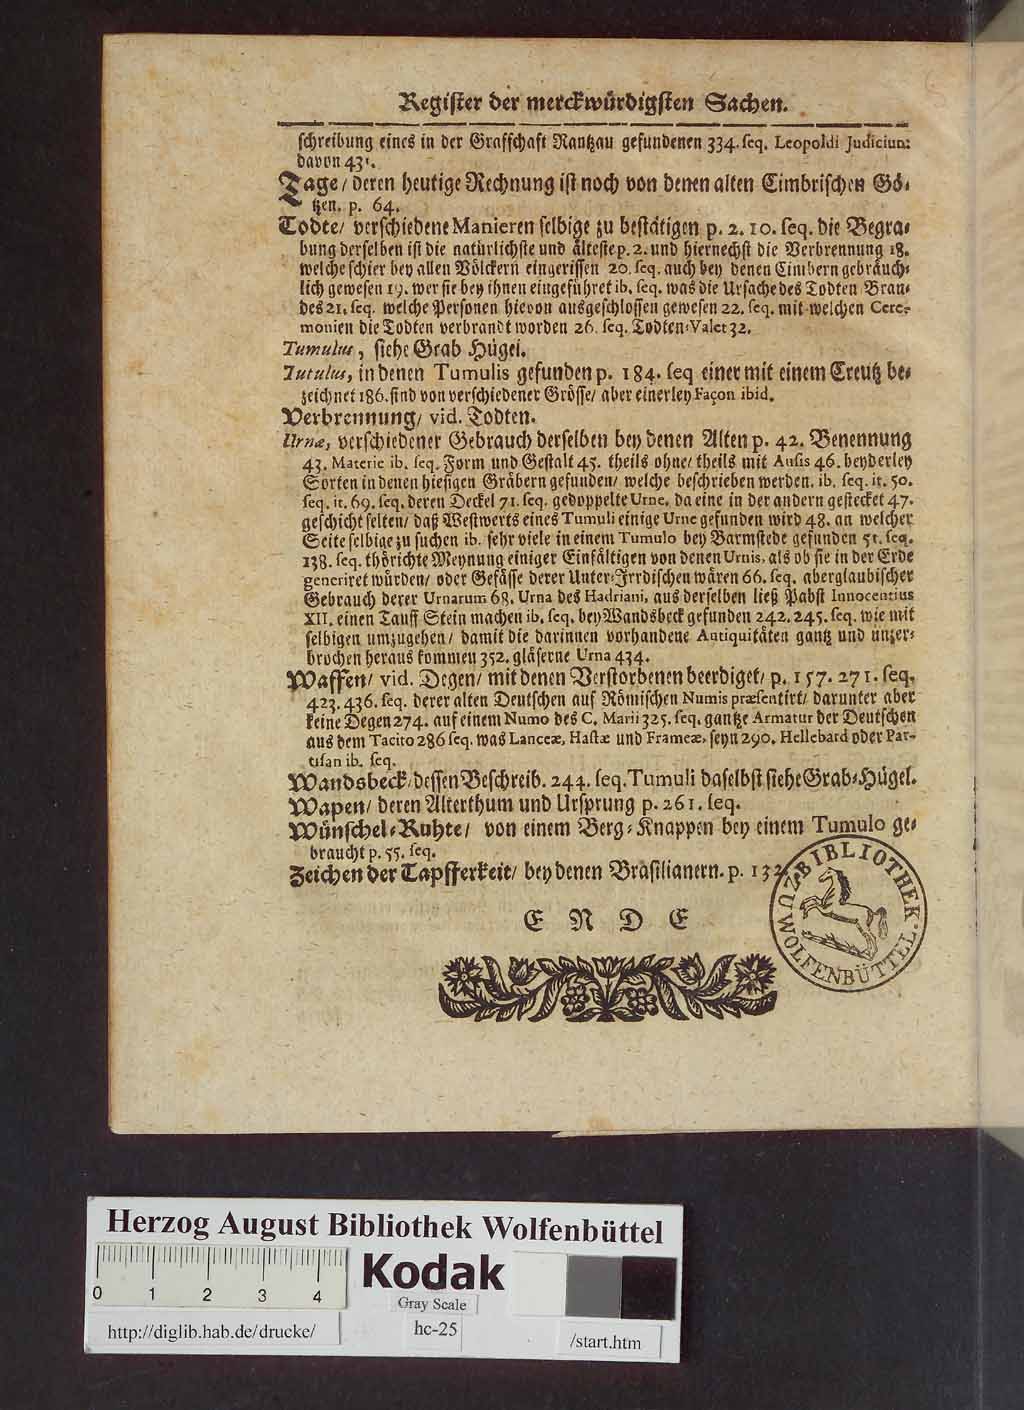 Register der merckwürdigsten Sachen.
schreibung eines in der Graffschaft Rantzau gefundenen 334. seq. Leopoldi Judicium
davon 431.
Tage/ deren heutige Rechnung ist noch von denen alten Cimbrischen Gö-
tzen. p. 64.
Todte/ verschiedene Manieren selbige zu bestätigen p. 2. 10. seq. die Begra-
bung derselben ist die natürlichste und älteste p. 2. und hiernechst die Verbrennung 18.
welche schier bey allen Völckern eingerissen 20. seq. auch bey denen Cimbern gebräuch-
lich gewesen 19. wer sie bey ihnen eingeführet ib. seq. was die Ursache des Todten Bran-
des 21. seq. welche Personen hievon ausgeschlossen gewesen 22. seq. mit welchen Cere-
monien die Todten verbrandt worden 26. seq. Todten-Valet 32.
Tumulus, siehe Grab Hügel.
Tutulus, in denen Tumulis gefunden p. 184. seq einer mit einem Creutz be-
zeichnet 186. sind von verschiedener Grösse/ aber einerley Façon ibid.
Verbrennung/ vid. Todten.
Urnæ, verschiedener Gebrauch derselben bey denen Alten p. 42. Benennung
43. Materie ib. seq. Form und Gestalt 45. theils ohne/ theils mit Ansis 46. beyderley
Sorten in denen hiesigen Gräbern gefunden/ welche beschrieben werden. ib. seq. it. 50.
seq. it. 69. seq. deren Deckel 71. seq. gedoppelte Urne, da eine in der andern gestecket 47.
geschicht selten/ daß Westwerts eines Tumuli einige Urne gefunden wird 48. an welcher
Seite selbige zu suchen ib. sehr viele in einem Tumulo bey Barmstede gefunden 51. seq.
138. seq. thörichte Meynung einiger Einfältigen von denen Urnis, als ob sie in der Erde
generiret würden/ oder Gefässe derer Unter-Irrdischen wären 66. seq. aberglaubischer
Gebrauch derer Urnarum 68. Urna des Hadriani, aus derselben ließ Pabst Innocentius
XII. einen Tauff Stein machen ib. seq. bey Wandsbeck gefunden 242. 245. seq. wie mit
selbigen umzugehen/ damit die darinnen vorhandene Antiquitäten gantz und unzer-
brochen heraus kommen 352. gläserne Urna 434.
Waffen/ vid. Degen/ mit denen Verstorbenen beerdiget/ p. 157. 271. seq.
423. 436. seq. derer alten Deutschen auf Römischen Numis præsentirt/ darunter aber
keine Degen 274. auf einem Numo des C. Marii 325. seq. gantze Armatur der Deutschen
aus dem Tacito 286 seq. was Lanceæ, Hastæ und Frameæ, seyn 290. Hellebard oder Par-
tisan ib. seq.
Wandsbeck/ dessen Beschreib. 244. seq. Tumuli daselbst siehe Grab-Hügel.
Wapen/ deren Alterthum und Ursprung p. 261. seq.
Wünschel-Ruhte/ von einem Berg-Knappen bey einem Tumulo ge-
braucht p. 55. seq.
Zeichen der Tapfferkeit/ bey denen Brasilianern. p. 132.
E N D E
BIBLIOTHEK. ZU WOLFENBÜTTEL.
Herzog August Bibliothek Wolfenbüttel
0 1 2 3 4
Kodak
Gray Scale
http://diglib.hab.de/drucke/
hc-25
/start.htm